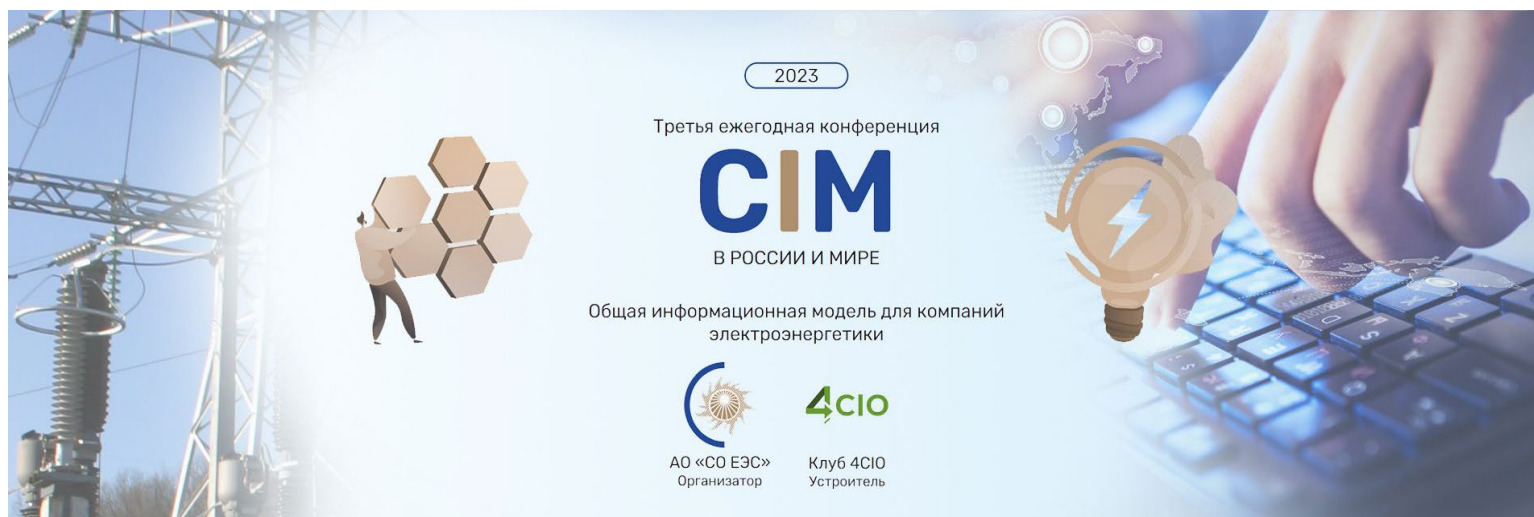 2023
Третья ежегодная конференция
CIM
В РОССИИ И МИРЕ
Общая информационная модель для компаний
электроэнергетики
4CIO
АО «СО ЕЭС»
Организатор
Клуб 4CIO
Устроитель